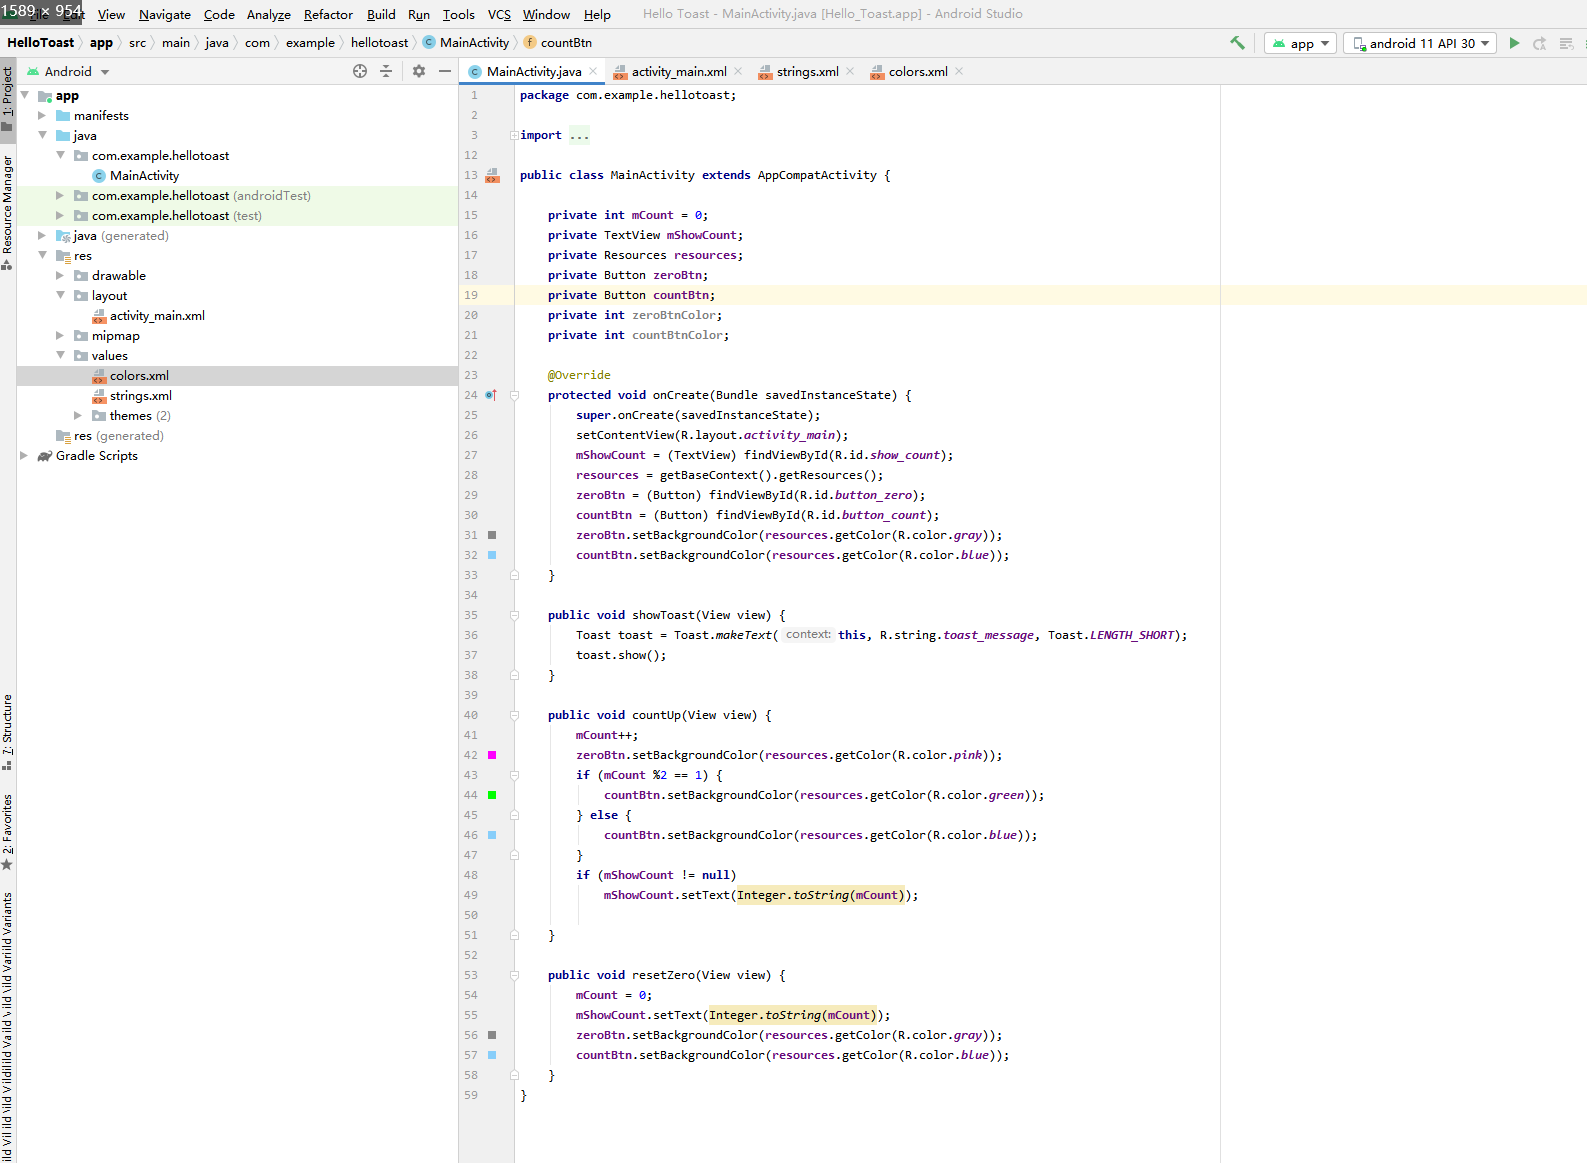 1589 × 954
View Navigate Code Analyze Refactor Build Run Tools VCS Window Help Hello Toast - MainActivity.java [Hello_Toast.app] - Android Studio
HelloToast app src main java com example hellotoast MainActivity countBtn app android 11 API 30
Android
MainActivity.java activity_main.xml strings.xml colors.xml
1: Project
Resource Manager
7: Structure
2: Favorites
app
manifests
java
com.example.hellotoast
MainActivity
com.example.hellotoast (androidTest)
com.example.hellotoast (test)
java (generated)
res
drawable
layout
activity_main.xml
mipmap
values
colors.xml
strings.xml
themes (2)
res (generated)
Gradle Scripts
1 package com.example.hellotoast;
2
3 import ...
12
13 public class MainActivity extends AppCompatActivity {
14
15 private int mCount = 0;
16 private TextView mShowCount;
17 private Resources resources;
18 private Button zeroBtn;
19 private Button countBtn;
20 private int zeroBtnColor;
21 private int countBtnColor;
22
23 @Override
24 protected void onCreate(Bundle savedInstanceState) {
25 super.onCreate(savedInstanceState);
26 setContentView(R.layout.activity_main);
27 mShowCount = (TextView) findViewById(R.id.show_count);
28 resources = getBaseContext().getResources();
29 zeroBtn = (Button) findViewById(R.id.button_zero);
30 countBtn = (Button) findViewById(R.id.button_count);
31 zeroBtn.setBackgroundColor(resources.getColor(R.color.gray));
32 countBtn.setBackgroundColor(resources.getColor(R.color.blue));
33 }
34
35 public void showToast(View view) {
36 Toast toast = Toast.makeText( context: this, R.string.toast_message, Toast.LENGTH_SHORT);
37 toast.show();
38 }
39
40 public void countUp(View view) {
41 mCount++;
42 zeroBtn.setBackgroundColor(resources.getColor(R.color.pink));
43 if (mCount %2 == 1) {
44 countBtn.setBackgroundColor(resources.getColor(R.color.green));
45 } else {
46 countBtn.setBackgroundColor(resources.getColor(R.color.blue));
47 }
48 if (mShowCount != null)
49 mShowCount.setText(Integer.toString(mCount));
50
51 }
52
53 public void resetZero(View view) {
54 mCount = 0;
55 mShowCount.setText(Integer.toString(mCount));
56 zeroBtn.setBackgroundColor(resources.getColor(R.color.gray));
57 countBtn.setBackgroundColor(resources.getColor(R.color.blue));
58 }
59 }